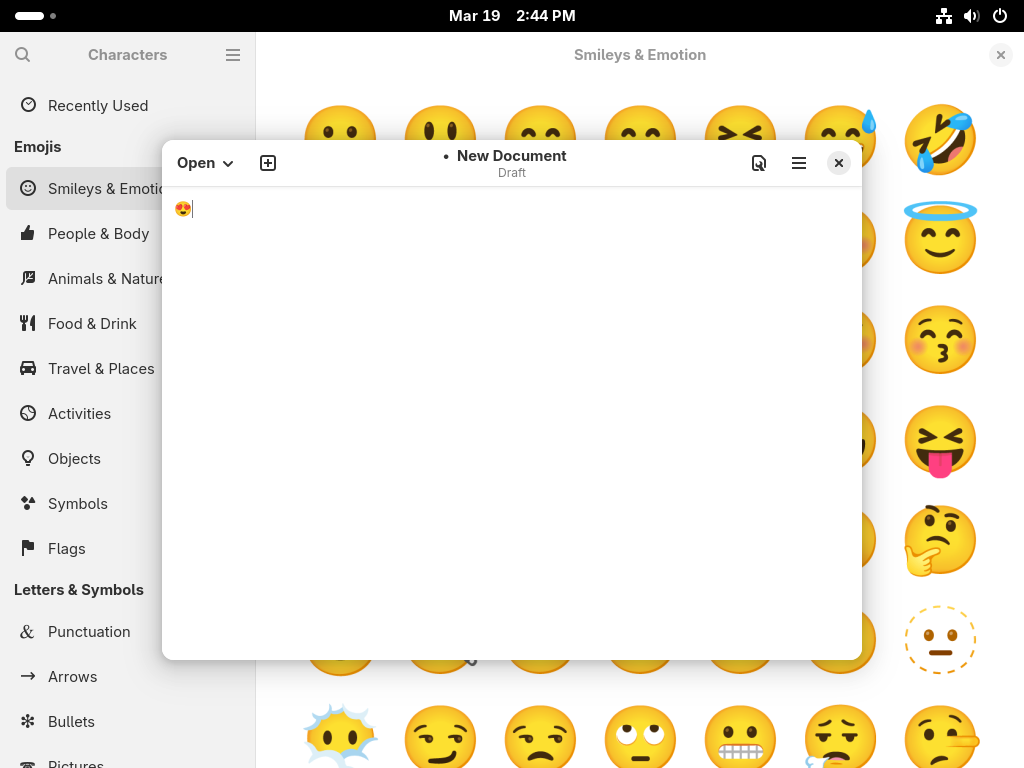 Mar 19 2:44 PM
Characters
Smileys & Emotion
Recently Used
Emojis
Smileys & Emotio
People & Body
Animals & Nature
Food & Drink
Travel & Places
Activities
Objects
Symbols
Flags
Letters & Symbols
& Punctuation
→ Arrows
Bullets
Pictures
Open
• New Document
Draft
😍